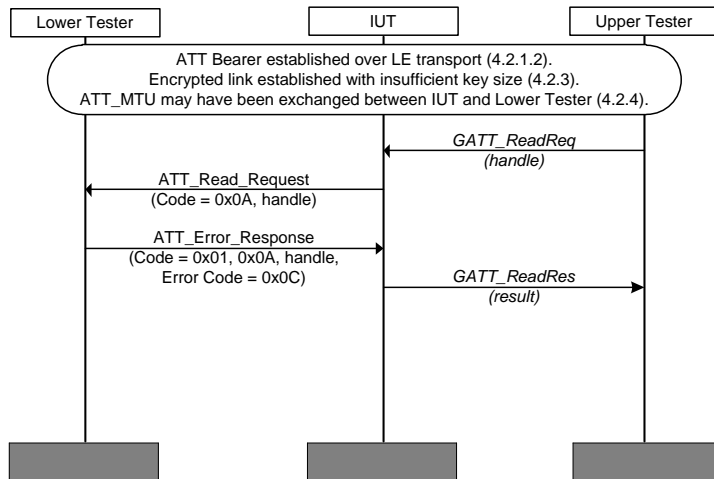 Lower Tester
IUT
Upper Tester
ATT Bearer established over LE transport (4.2.1.2).
Encrypted link established with insufficient key size (4.2.3).
ATT_MTU may have been exchanged between IUT and Lower Tester (4.2.4).
GATT_ReadReq
(handle)
ATT_Read_Request
(Code = 0x0A, handle)
ATT_Error_Response
(Code = 0x01, 0x0A, handle,
Error Code = 0x0C)
GATT_ReadRes
(result)